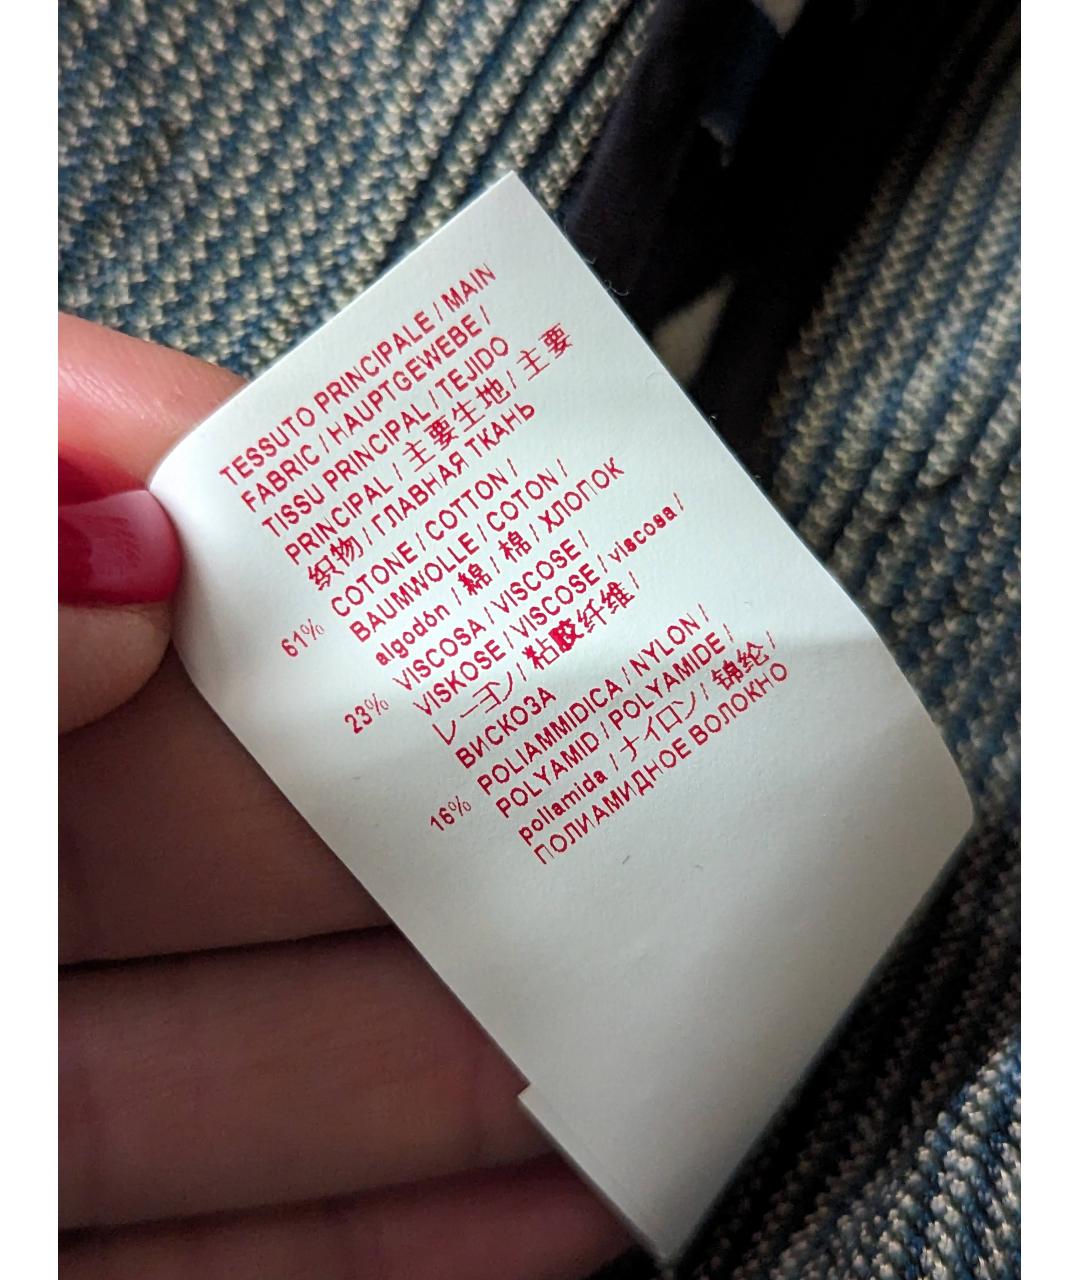 TESSUTO PRINCIPALE / MAIN
FABRIC / HAUPTGEWEBE /
TISSU PRINCIPAL / TEJIDO
PRINCIPAL / 主要生地 / 主要
织物 / ГЛАВНАЯ ТКАНЬ
61% COTONE / COTTON /
BAUMWOLLE / COTON /
algodón / 綿 / 棉 / ХЛОПОК
23% VISCOSA / VISCOSE /
VISKOSE / VISCOSE / viscosa /
レーヨン / 粘胶纤维 /
ВИСКОЗА
16% POLIAMMIDICA / NYLON /
POLYAMID / POLYAMIDE /
poliamida / ナイロン / 锦纶 /
ПОЛИАМИДНОЕ ВОЛОКНО